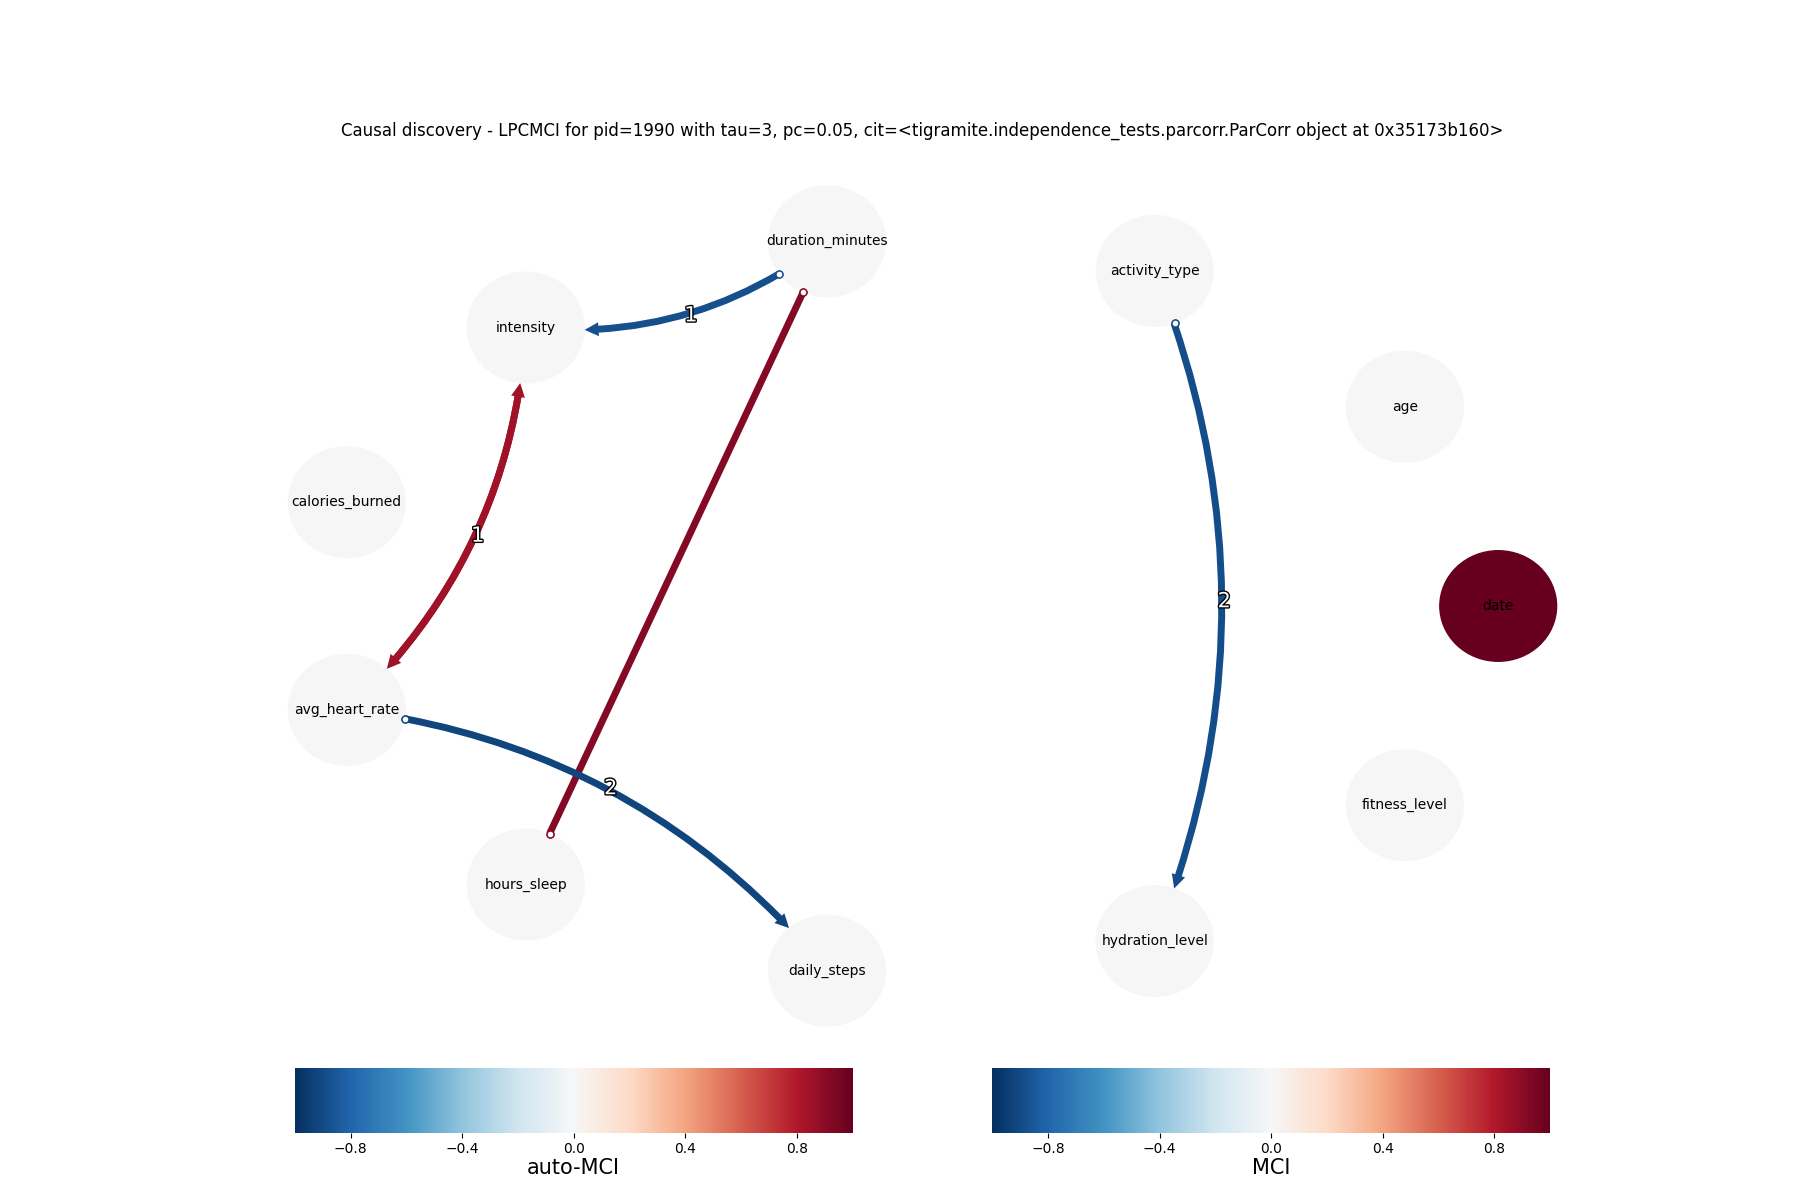 Causal discovery - LPCMCI for pid=1990 with tau=3, pc=0.05, cit=<tigramite.independence_tests.parcorr.ParCorr object at 0x35173b160>
duration_minutes
activity_type
1
intensity
age
calories_burned
1
2
date
avg_heart_rate
2
fitness_level
hours_sleep
hydration_level
daily_steps
−0.8 −0.4 0.0 0.4 0.8
auto-MCI
−0.8 −0.4 0.0 0.4 0.8
MCI